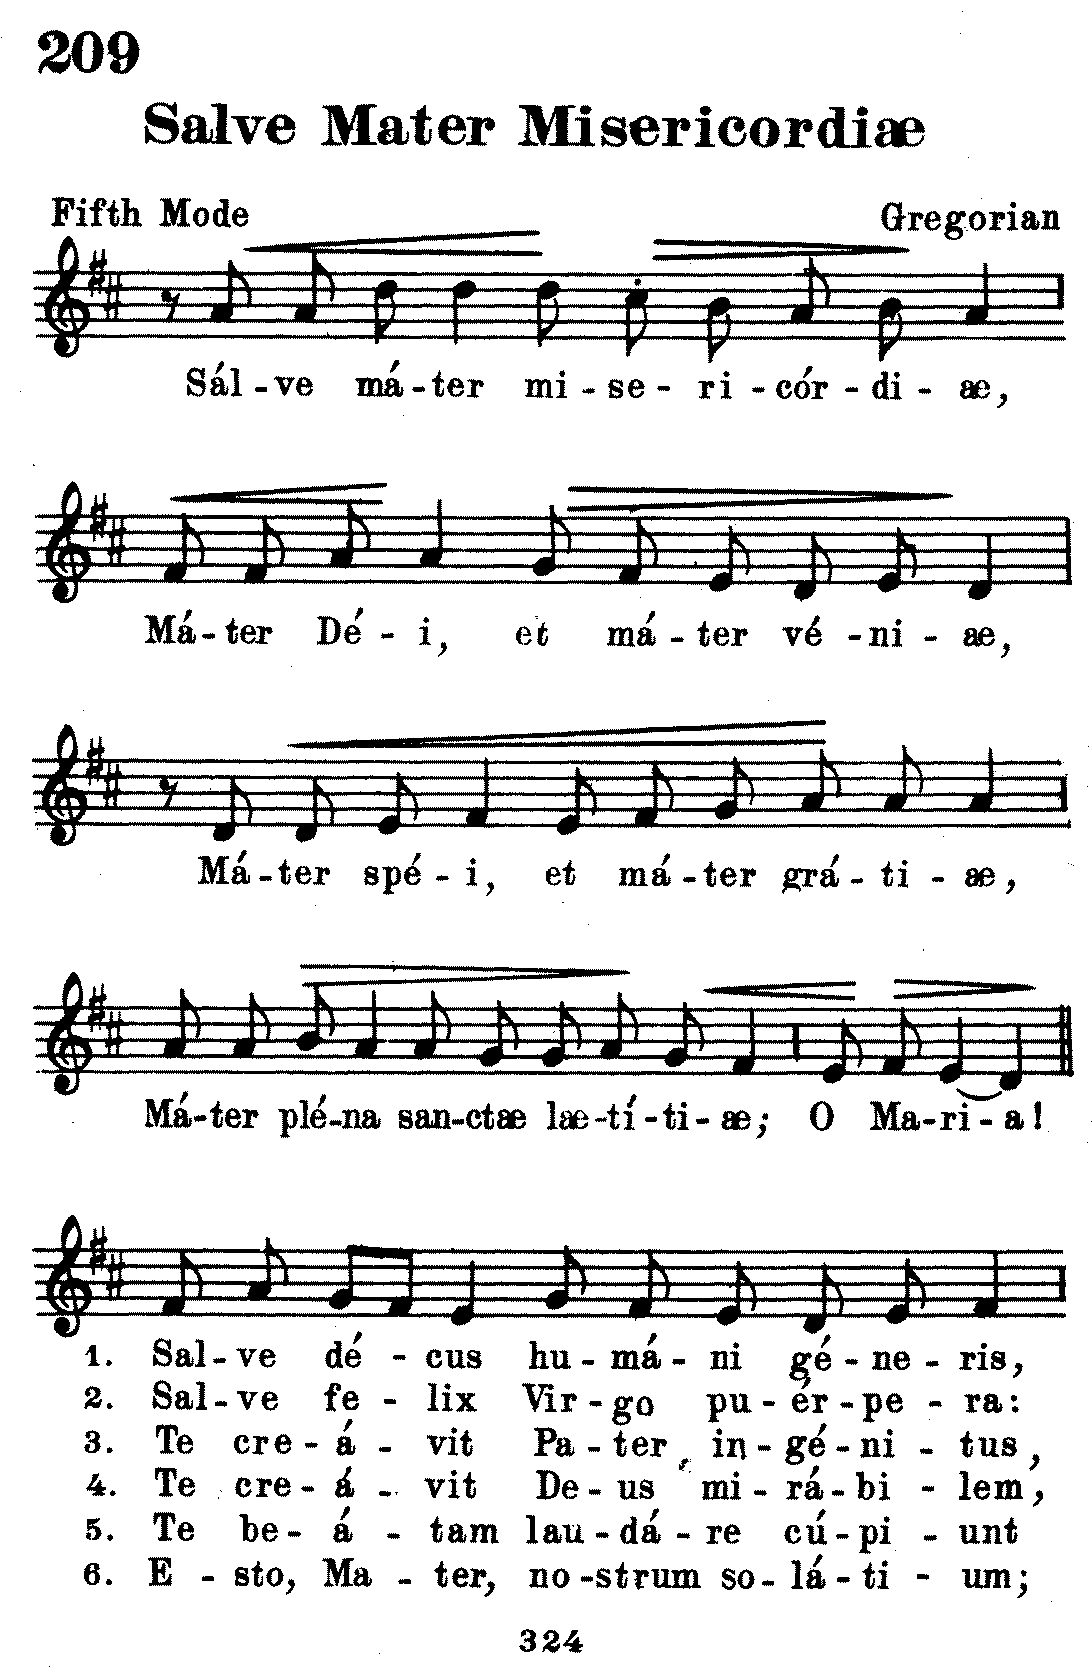 209
Salve Mater Misericordiæ
Fifth Mode Gregorian
Sál-ve má-ter mi-se-ri-cór-di-æ,
Má-ter Dé-i, et má-ter vé-ni-æ,
Má-ter spé-i, et má-ter grá-ti-æ,
Má-ter plé-na san-ctæ læ-tí-ti-æ; O Ma-ri-a!
1. Sal-ve dé-cus hu-má-ni gé-ne-ris,
2. Sal-ve fe-lix Vir-go pu-ér-pe-ra:
3. Te cre-á-vit Pa-ter in-gé-ni-tus,
4. Te cre-á-vit De-us mi-rá-bi-lem,
5. Te be-á-tam lau-dá-re cú-pi-unt
6. E-sto, Ma-ter, no-strum so-lá-ti-um;
324